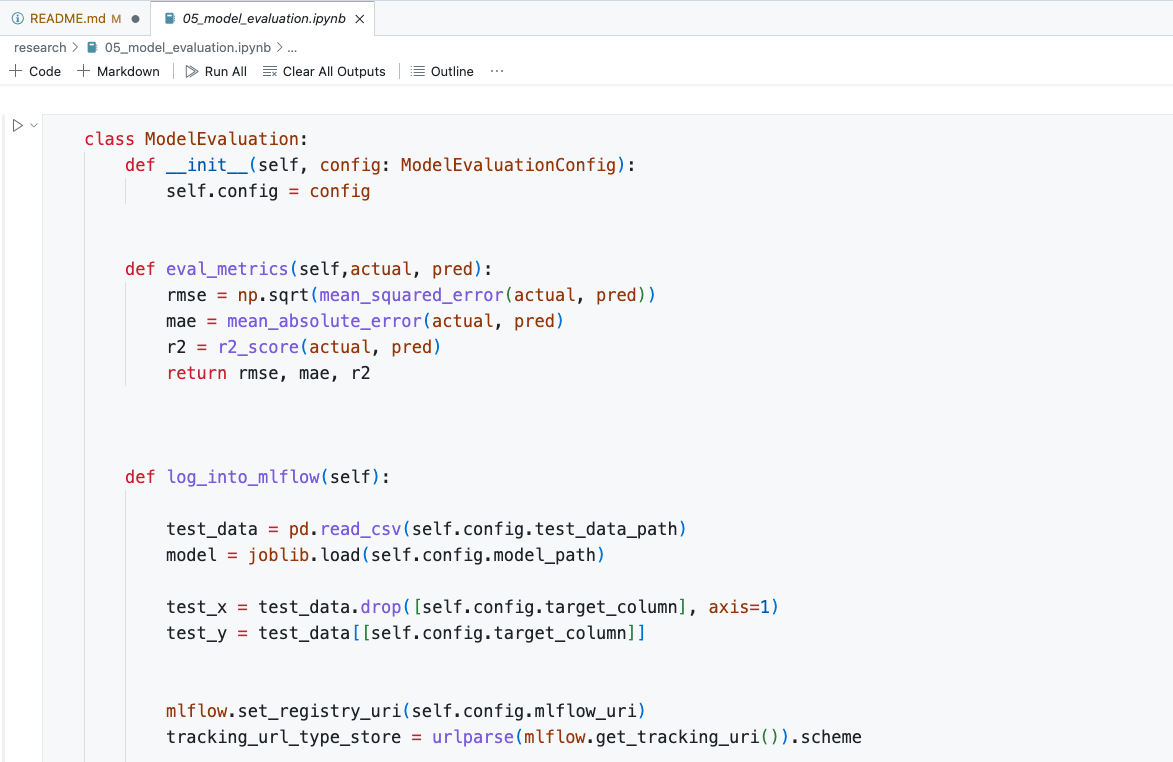 README.md M
05_model_evaluation.ipynb
research > 05_model_evaluation.ipynb > ...
+ Code + Markdown Run All Clear All Outputs Outline ...
class ModelEvaluation:
    def __init__(self, config: ModelEvaluationConfig):
        self.config = config
    def eval_metrics(self,actual, pred):
        rmse = np.sqrt(mean_squared_error(actual, pred))
        mae = mean_absolute_error(actual, pred)
        r2 = r2_score(actual, pred)
        return rmse, mae, r2
    def log_into_mlflow(self):
        test_data = pd.read_csv(self.config.test_data_path)
        model = joblib.load(self.config.model_path)
        test_x = test_data.drop([self.config.target_column], axis=1)
        test_y = test_data[[self.config.target_column]]
        mlflow.set_registry_uri(self.config.mlflow_uri)
        tracking_url_type_store = urlparse(mlflow.get_tracking_uri()).scheme